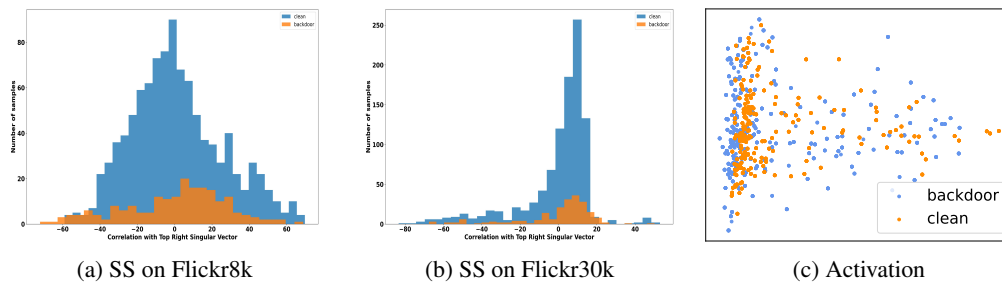 clean
backdoor
Number of samples
80
60
40
20
0
−60
−40
−20
0
20
40
60
Correlation with Top Right Singular Vector
(a) SS on Flickr8k
clean
backdoor
Number of samples
250
200
150
100
50
0
−80
−60
−40
−20
0
20
40
Correlation with Top Right Singular Vector
(b) SS on Flickr30k
backdoor
clean
(c) Activation